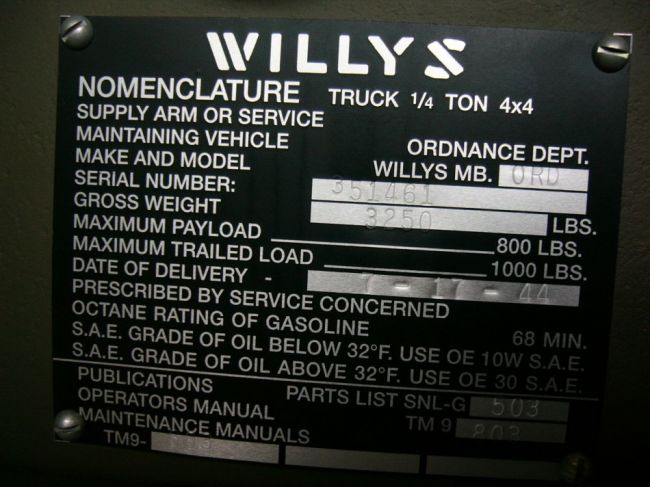 WILLYS
NOMENCLATURE TRUCK 1/4 TON 4x4
SUPPLY ARM OR SERVICE
MAINTAINING VEHICLE ORDNANCE DEPT.
MAKE AND MODEL WILLYS MB. ORD
SERIAL NUMBER: 351461
GROSS WEIGHT 3250 LBS.
MAXIMUM PAYLOAD 800 LBS.
MAXIMUM TRAILED LOAD 1000 LBS.
DATE OF DELIVERY - 7-17-44
PRESCRIBED BY SERVICE CONCERNED
OCTANE RATING OF GASOLINE 68 MIN.
S.A.E. GRADE OF OIL BELOW 32°F. USE OE 10W S.A.E.
S.A.E. GRADE OF OIL ABOVE 32°F. USE OE 30 S.A.E.
PUBLICATIONS PARTS LIST SNL-G 503
OPERATORS MANUAL TM 9 803
MAINTENANCE MANUALS
TM9- 803